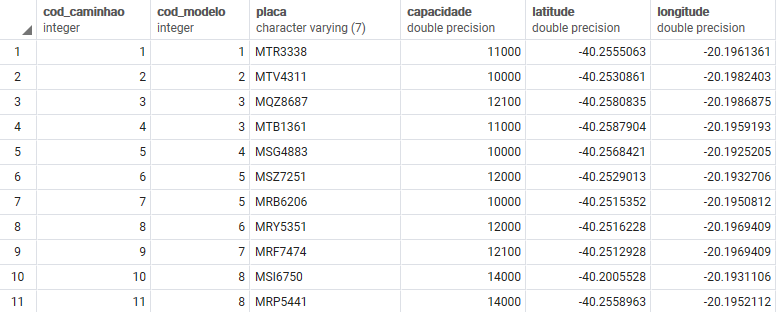 cod_caminhao cod_modelo placa capacidade latitude longitude
integer integer character varying (7) double precision double precision double precision
1 1 1 MTR3338 11000 -40.2555063 -20.1961361
2 2 2 MTV4311 10000 -40.2530861 -20.1982403
3 3 3 MQZ8687 12100 -40.2580835 -20.1986875
4 4 3 MTB1361 11000 -40.2587904 -20.1959193
5 5 4 MSG4883 10000 -40.2568421 -20.1925205
6 6 5 MSZ7251 12000 -40.2529013 -20.1932706
7 7 5 MRB6206 10000 -40.2515352 -20.1950812
8 8 6 MRY5351 12000 -40.2516228 -20.1969409
9 9 7 MRF7474 12100 -40.2512928 -20.1969409
10 10 8 MSI6750 14000 -40.2005528 -20.1931106
11 11 8 MRP5441 14000 -40.2558963 -20.1952112